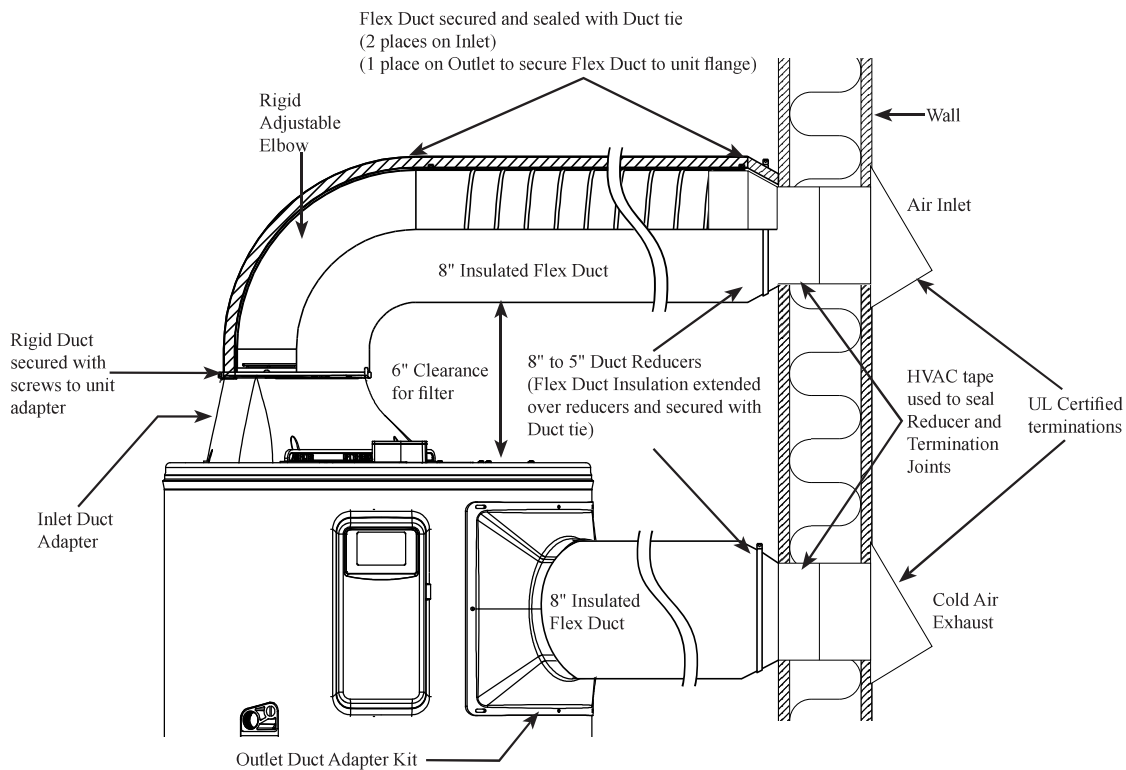 Flex Duct secured and sealed with Duct tie
(2 places on Inlet)
(1 place on Outlet to secure Flex Duct to unit flange)
Rigid
Adjustable
Elbow
Wall
Air Inlet
8" Insulated Flex Duct
Rigid Duct
secured with
screws to unit
adapter
6" Clearance
for filter
8" to 5" Duct Reducers
(Flex Duct Insulation extended
over reducers and secured with
Duct tie)
HVAC tape
used to seal
Reducer and
Termination
Joints
UL Certified
terminations
Inlet Duct
Adapter
8" Insulated
Flex Duct
Cold Air
Exhaust
Outlet Duct Adapter Kit